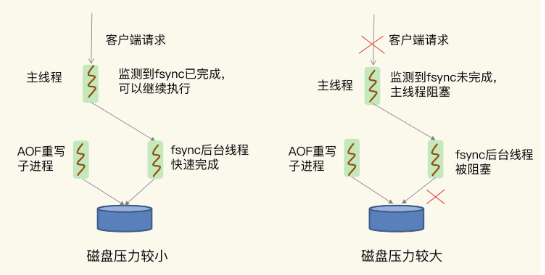 客户端请求
主线程
监测到fsync已完成，
可以继续执行
AOF重写
子进程
fsync后台线程
快速完成
磁盘压力较小
客户端请求
主线程
监测到fsync未完成，
主线程阻塞
AOF重写
子进程
fsync后台线程
被阻塞
磁盘压力较大